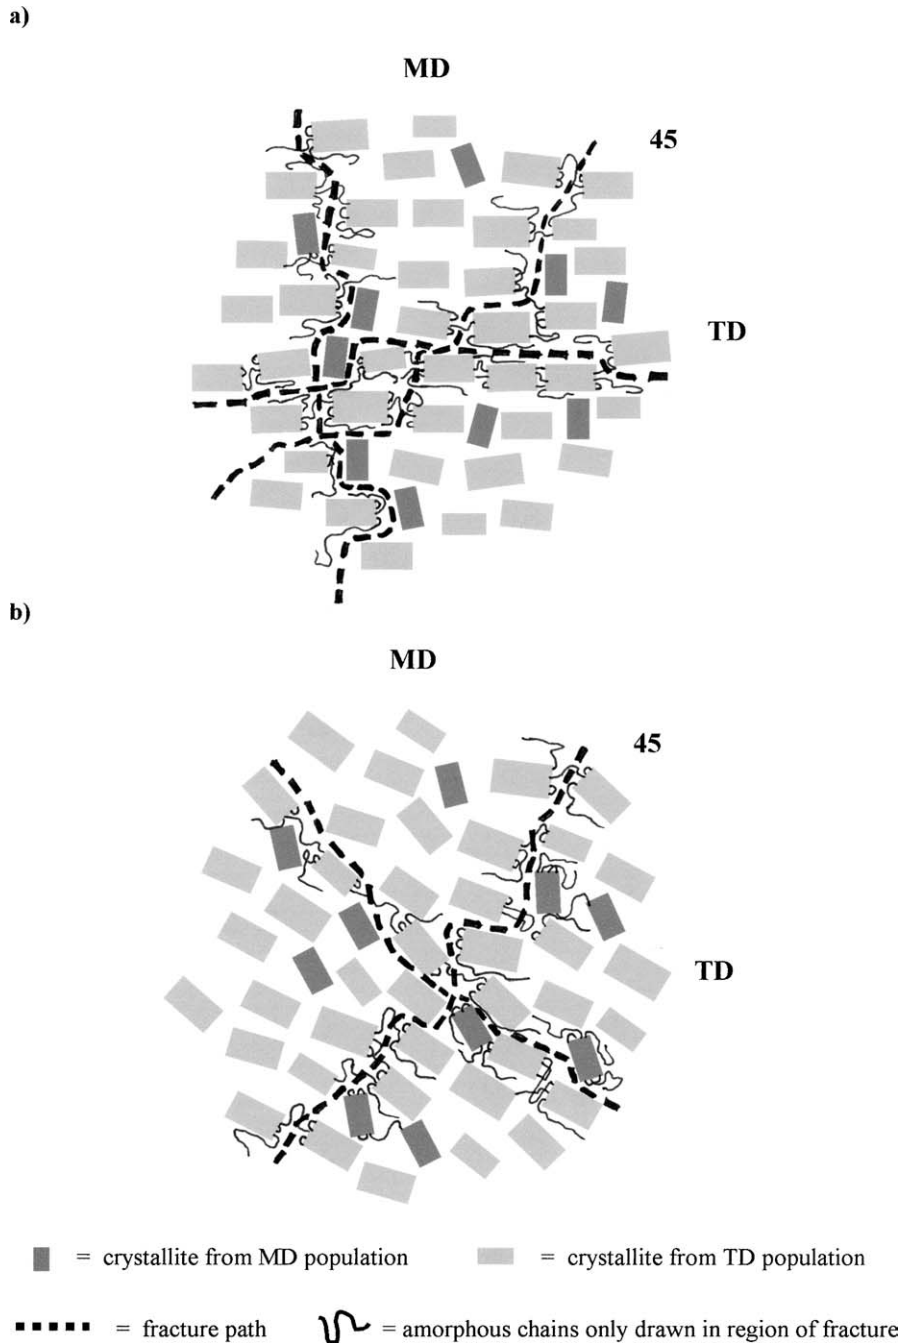 a)
MD
45
TD
b)
MD
45
TD
= crystallite from MD population = crystallite from TD population
= fracture path = amorphous chains only drawn in region of fracture